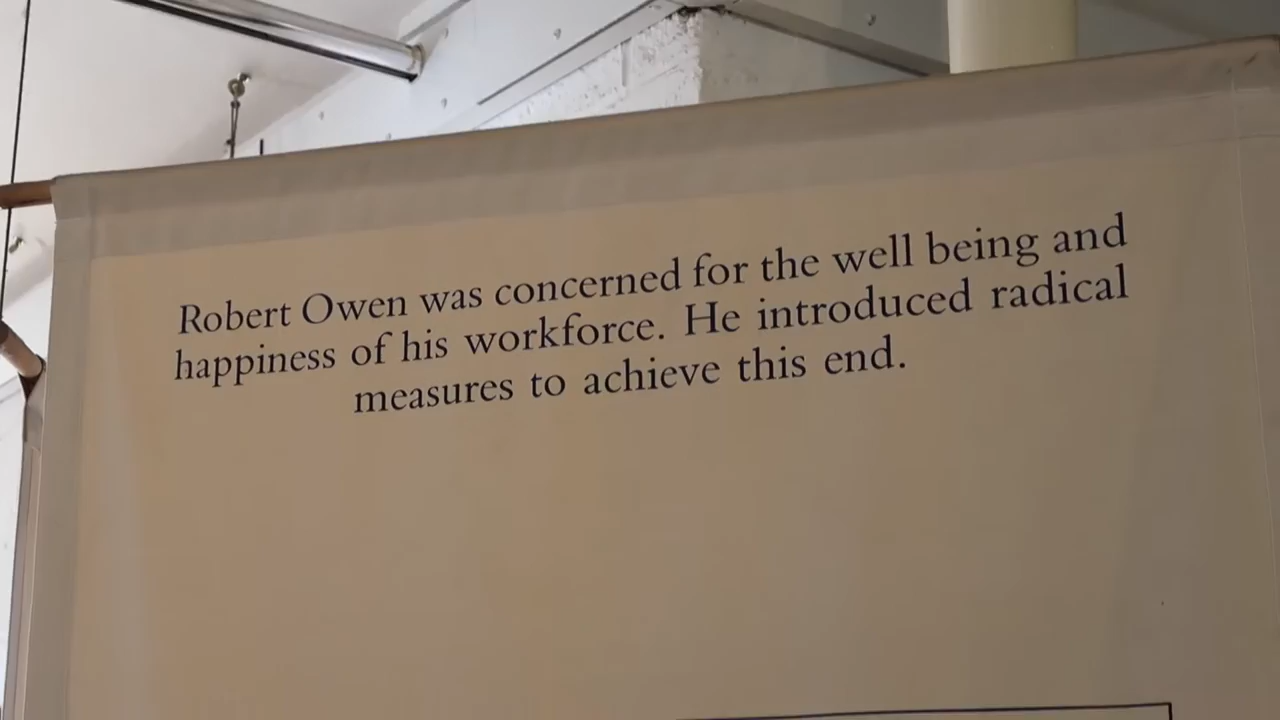 Robert Owen was concerned for the well being and
happiness of his workforce. He introduced radical
measures to achieve this end.